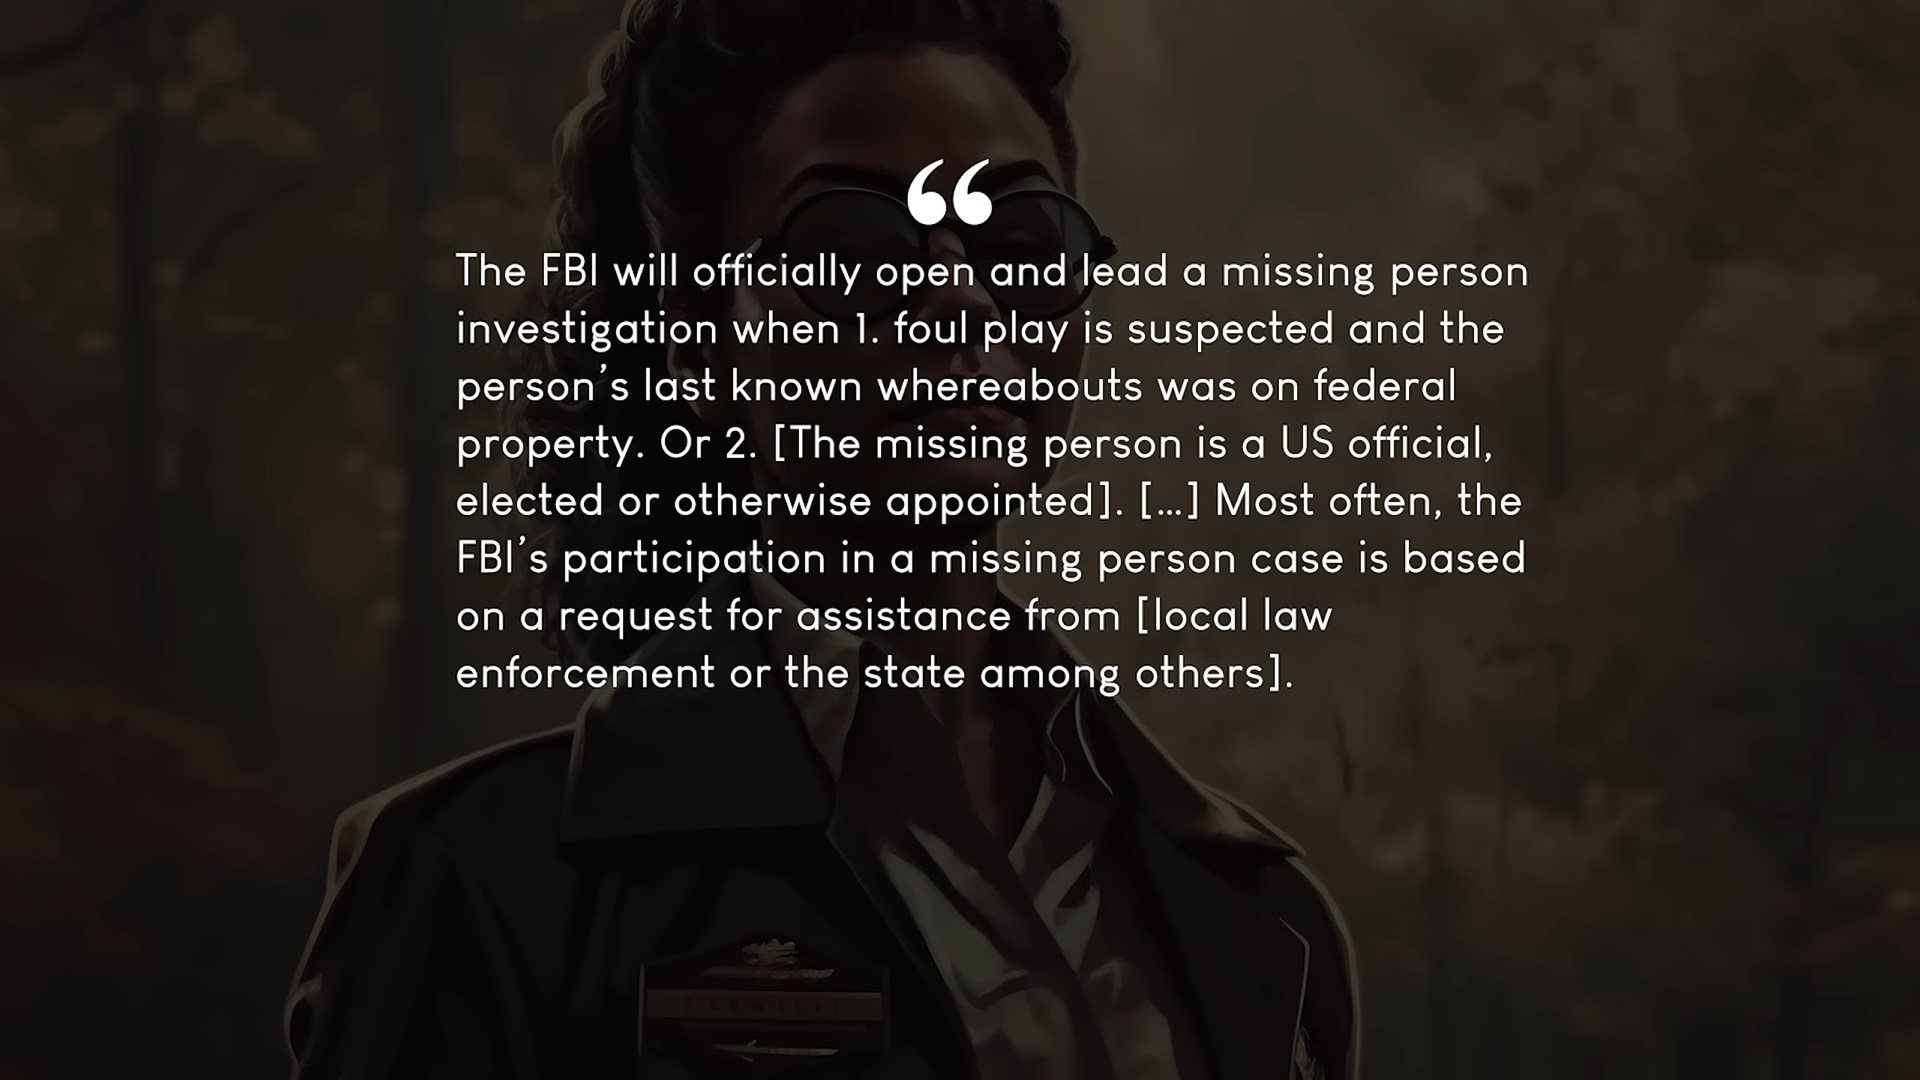 “
The FBI will officially open and lead a missing person
investigation when 1. foul play is suspected and the
person’s last known whereabouts was on federal
property. Or 2. [The missing person is a US official,
elected or otherwise appointed]. [...] Most often, the
FBI’s participation in a missing person case is based
on a request for assistance from [local law
enforcement or the state among others].